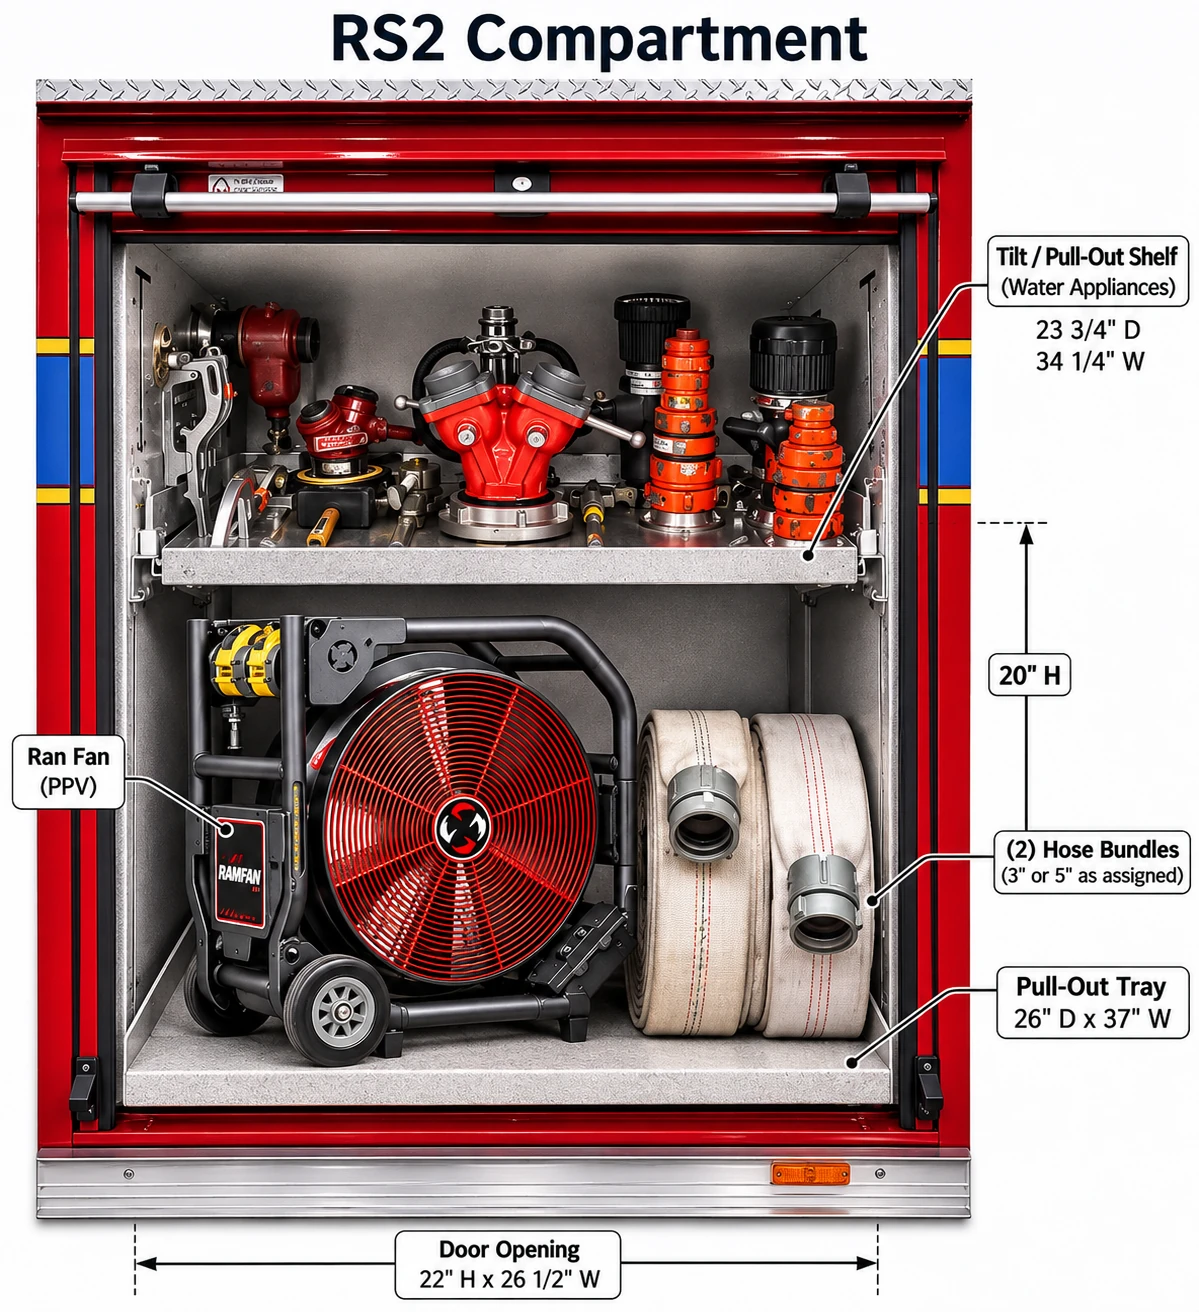 RS2 Compartment
Tilt / Pull-Out Shelf
(Water Appliances)
23 3/4" D
34 1/4" W
20" H
Ran Fan
(PPV)
RAMFAN
(2) Hose Bundles
(3" or 5" as assigned)
Pull-Out Tray
26" D x 37" W
Door Opening
22" H x 26 1/2" W